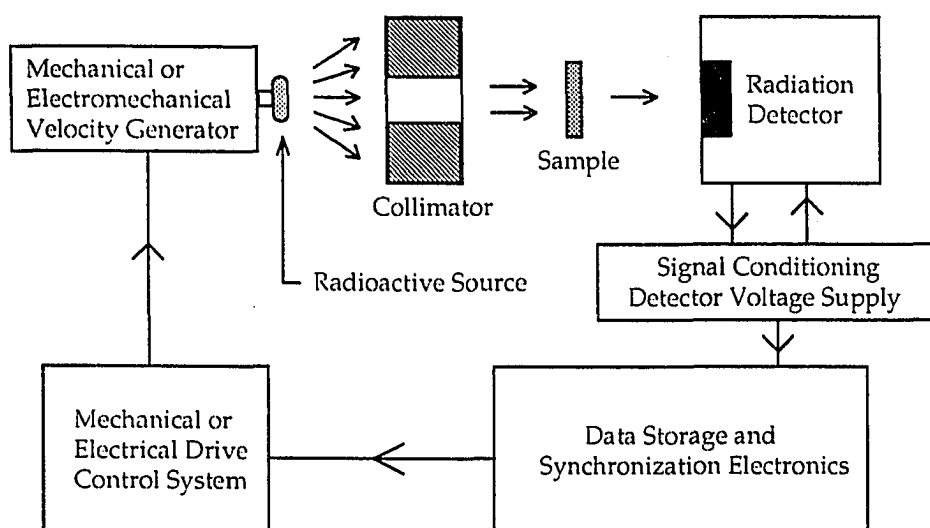 Mechanical or
Electromechanical
Velocity Generator
Radiation
Detector
Sample
Collimator
Radioactive Source
Signal Conditioning
Detector Voltage Supply
Mechanical or
Electrical Drive
Control System
Data Storage and
Synchronization Electronics